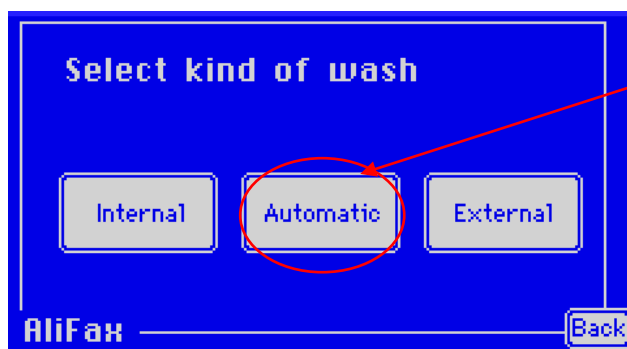 Select kind of wash
Internal Automatic External
AliFax Back